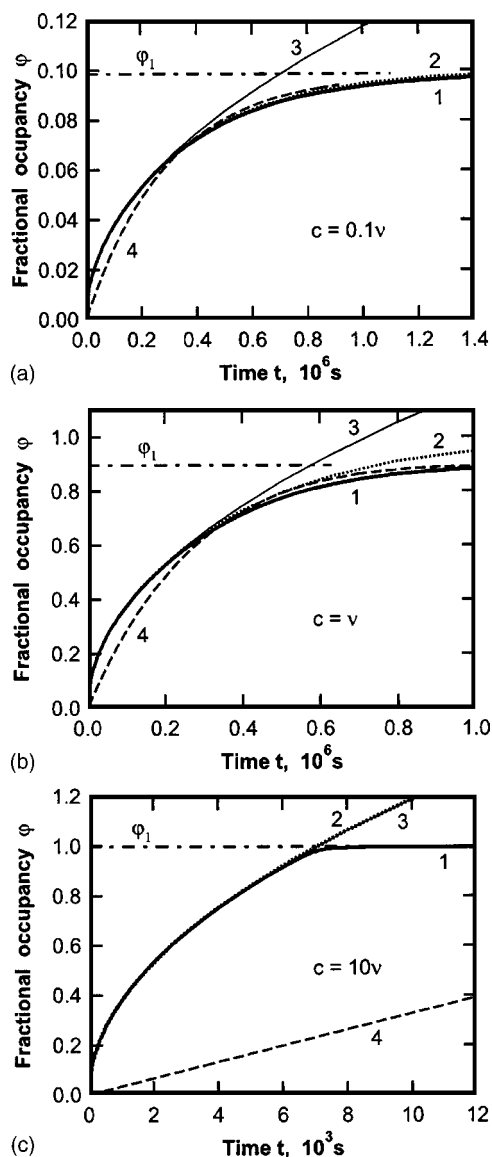 0.12
0.10
0.08
0.06
0.04
0.02
0.00
Fractional ocupancy φ
φ₁
3
2
1
4
c = 0.1ν
0.0 0.2 0.4 0.6 0.8 1.0 1.2 1.4
(a)
Time t, 10⁶s
1.0
0.8
0.6
0.4
0.2
0.0
Fractional occupancy φ
φ₁
3
2
1
4
c = ν
0.0 0.2 0.4 0.6 0.8 1.0
(b)
Time t, 10⁶s
1.2
1.0
0.8
0.6
0.4
0.2
0.0
Fractional occupancy φ
φ₁
2
3
1
c = 10ν
4
0 2 4 6 8 10 12
(c)
Time t, 10³s